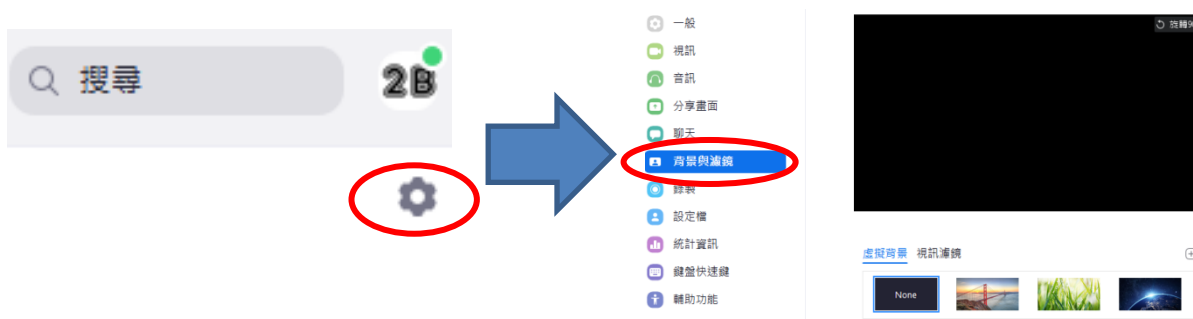 搜尋
2B
一般
視訊
音訊
分享畫面
聊天
背景與濾鏡
錄製
設定檔
統計資訊
鍵盤快速鍵
輔助功能
旋轉9
虛擬背景 視訊濾鏡
None